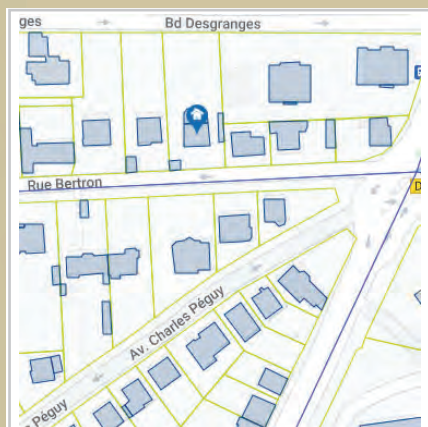 ges
Bd Desgranges
Rue Bertron
D
Av. Charles Péguy
Péguy